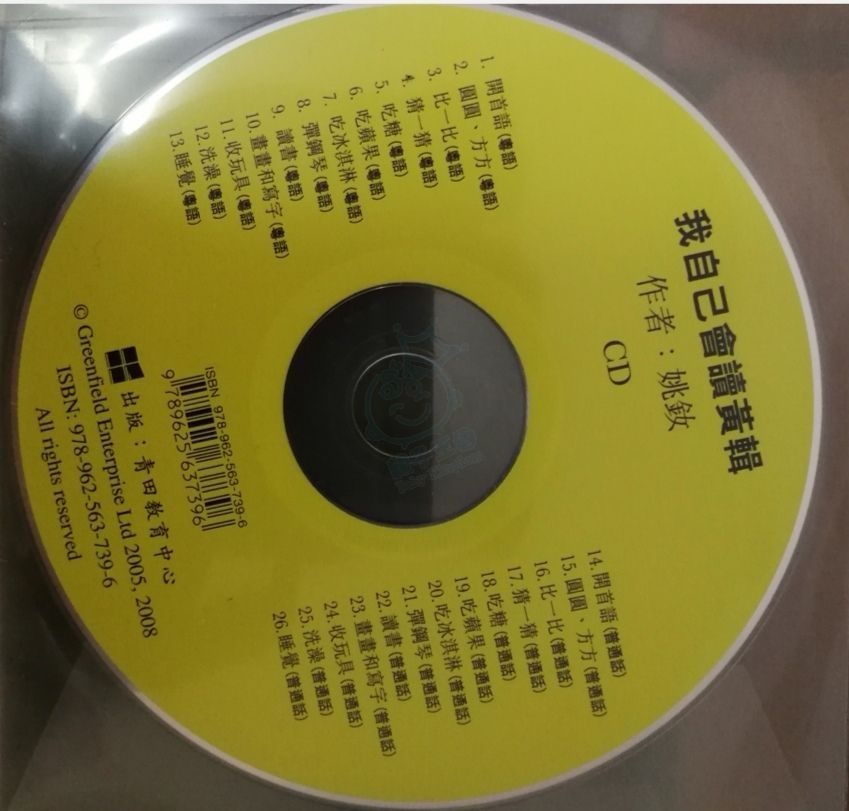 我自己會讀黃輯
作者：姚釹
CD
1. 開首語(粵語)
2. 圓圓、方方(粵語)
3. 比一比(粵語)
4. 猜一猜(粵語)
5. 吃糖(粵語)
6. 吃蘋果(粵語)
7. 吃冰淇淋(粵語)
8. 彈鋼琴(粵語)
9. 讀書(粵語)
10.畫畫和寫字(粵語)
11.收玩具(粵語)
12.洗澡(粵語)
13.睡覺(粵語)
14.開首語(普通話)
15.圓圓、方方(普通話)
16.比一比(普通話)
17.猜一猜(普通話)
18.吃糖(普通話)
19.吃蘋果(普通話)
20.吃冰淇淋(普通話)
21.彈鋼琴(普通話)
22.讀書(普通話)
23.畫畫和寫字(普通話)
24.收玩具(普通話)
25.洗澡(普通話)
26.睡覺(普通話)
ISBN 978-962-563-739-6
9789625637396
出版：青田教育中心
© Greenfield Enterprise Ltd 2005, 2008
ISBN: 978-962-563-739-6
All rights reserved